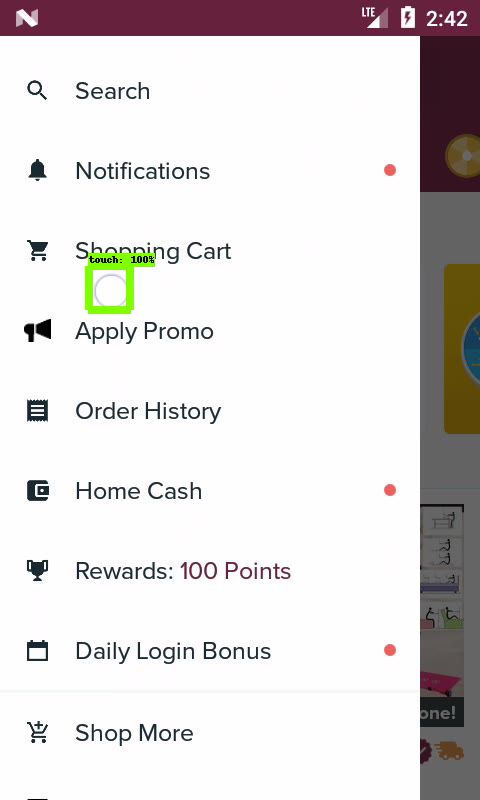 LTE 2:42
Search
Notifications
Shopping Cart
touch: 100%
Apply Promo
Order History
Home Cash
Rewards: 100 Points
Daily Login Bonus
one!
Shop More